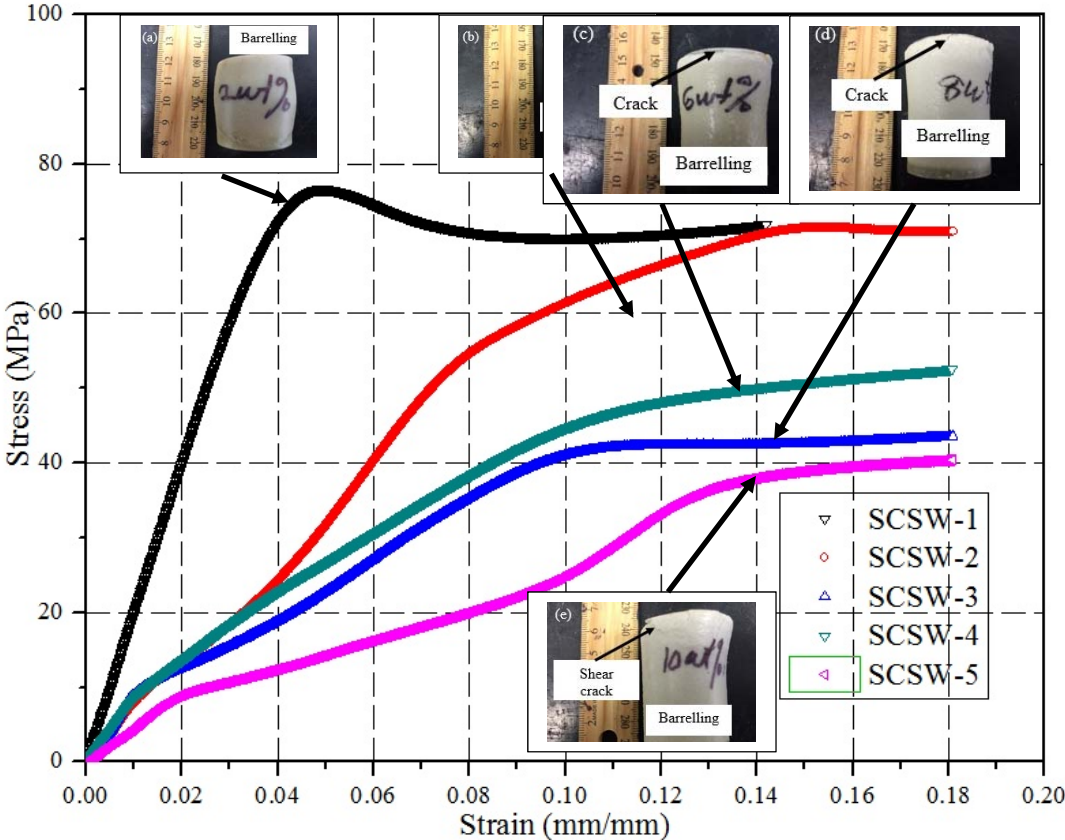 100
80
60
40
20
0
Stress (MPa)
0.00 0.02 0.04 0.06 0.08 0.10 0.12 0.14 0.16 0.18 0.20
Strain (mm/mm)
(a)
Barrelling
2wt%
(b)
(c)
Crack
6wt%
Barrelling
(d)
Crack
8w
Barrelling
(e)
Shear
crack
10wt%
Barrelling
SCSW-1
SCSW-2
SCSW-3
SCSW-4
SCSW-5